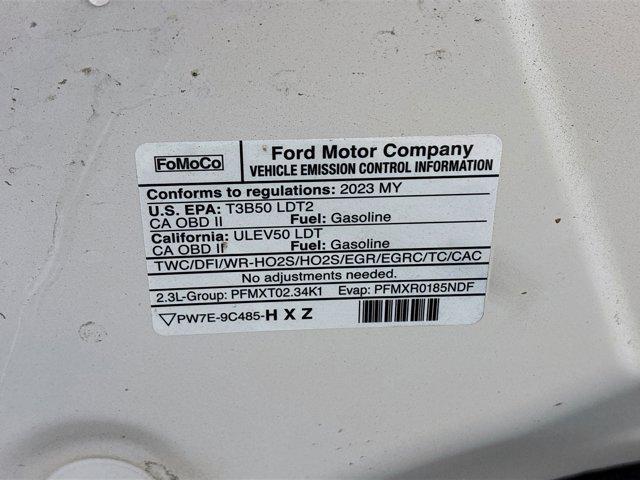 FoMoCo
Ford Motor Company
VEHICLE EMISSION CONTROL INFORMATION
Conforms to regulations: 2023 MY
U.S. EPA: T3B50 LDT2
CA OBD II Fuel: Gasoline
California: ULEV50 LDT
CA OBD II Fuel: Gasoline
TWC/DFI/WR-HO2S/HO2S/EGR/EGRC/TC/CAC
No adjustments needed.
2.3L-Group: PFMXT02.34K1 Evap: PFMXR0185NDF
PW7E-9C485-H X Z